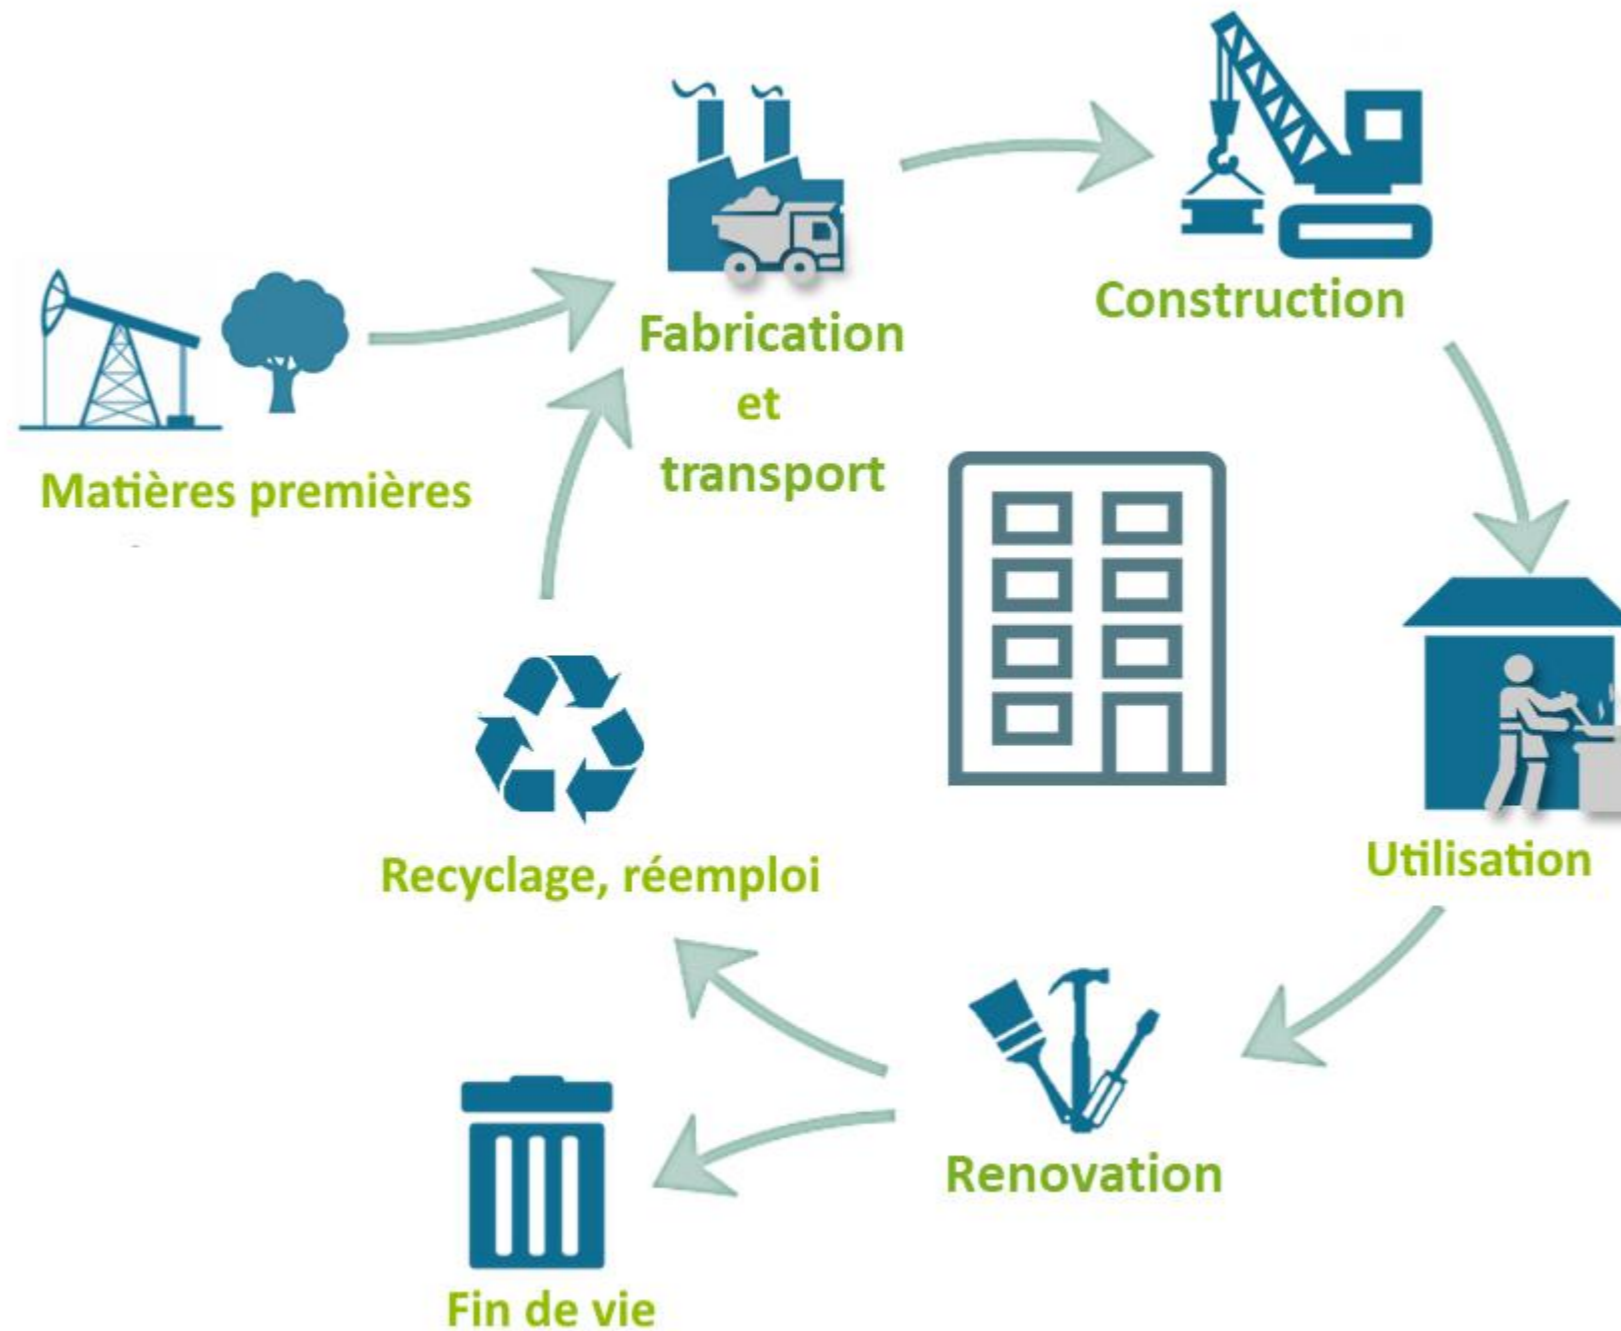 Matières premières
Fabrication
et
transport
Construction
Utilisation
Renovation
Recyclage, réemploi
Fin de vie